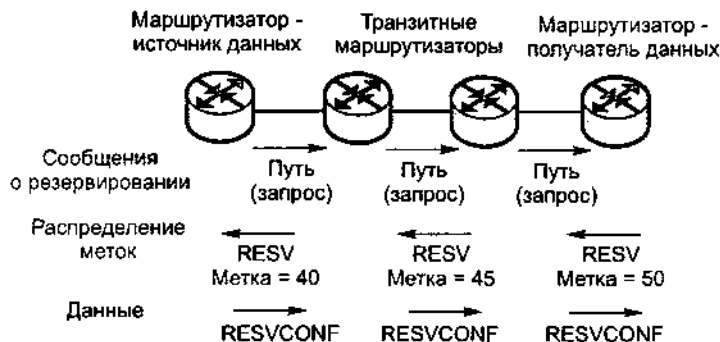 Маршрутизатор -
источник данных
Транзитные
маршрутизаторы
Маршрутизатор -
получатель данных
Сообщения
о резервировании
Путь
(запрос)
Путь
(запрос)
Путь
(запрос)
Распределение
меток
RESV
Метка = 40
RESV
Метка = 45
RESV
Метка = 50
Данные
RESVCONF
RESVCONF
RESVCONF